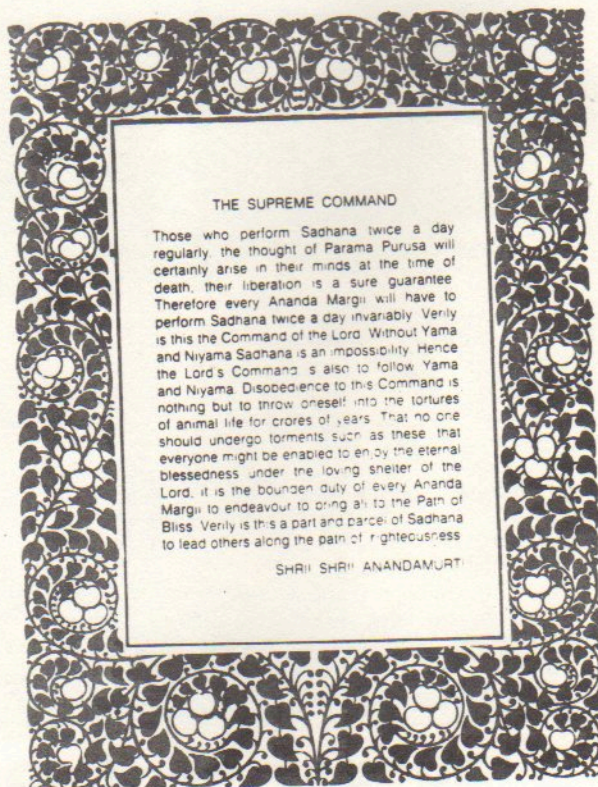 THE SUPREME COMMAND
Those who perform Sadhana twice a day
regularly, the thought of Parama Purusa will
certainly arise in their minds at the time of
death, their liberation is a sure guarantee
Therefore every Ananda Margii will have to
perform Sadhana twice a day invariably Verily
is this the Command of the Lord Without Yama
and Niyama Sadhana is an impossibility. Hence
the Lord's Command is also to follow Yama
and Niyama. Disobedience to this Command is
nothing but to throw oneself into the tortures
of animal life for crores of years That no one
should undergo torments such as these that
everyone might be enabled to enjoy the eternal
blessedness under the loving shelter of the
Lord, it is the bounden duty of every Ananda
Margii to endeavour to bring all to the Path of
Bliss Verily is this a part and parcel of Sadhana
to lead others along the path of righteousness
SHRII SHRII ANANDAMURTI